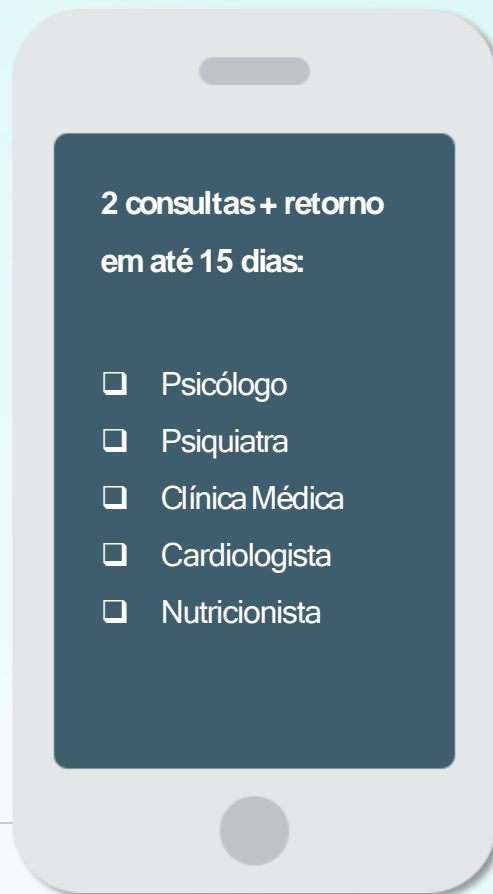 2 consultas + retorno
em até 15 dias:
❑ Psicólogo
❑ Psiquiatra
❑ Clínica Médica
❑ Cardiologista
❑ Nutricionista